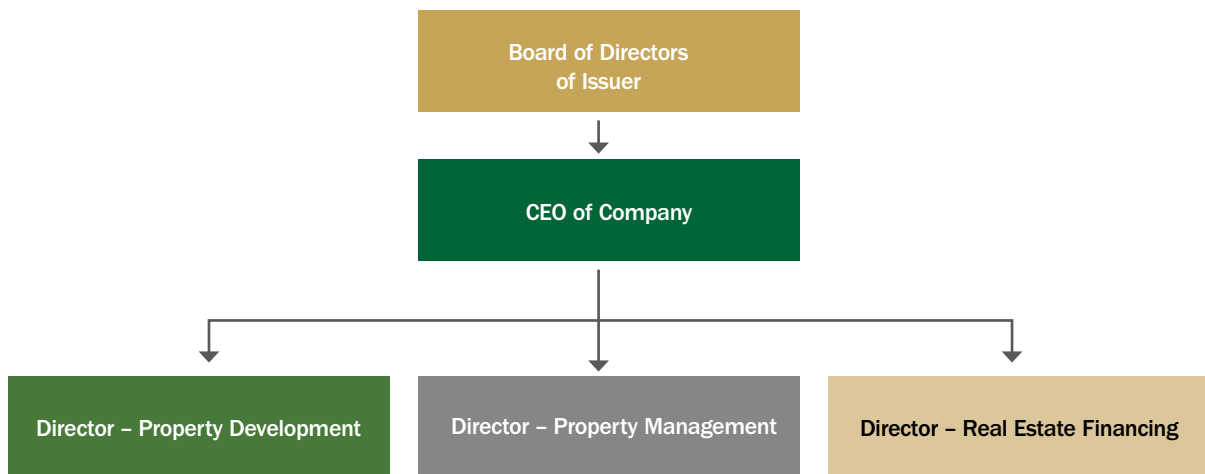 Board of Directors
of Issuer
CEO of Company
Director – Property Development
Director – Property Management
Director – Real Estate Financing